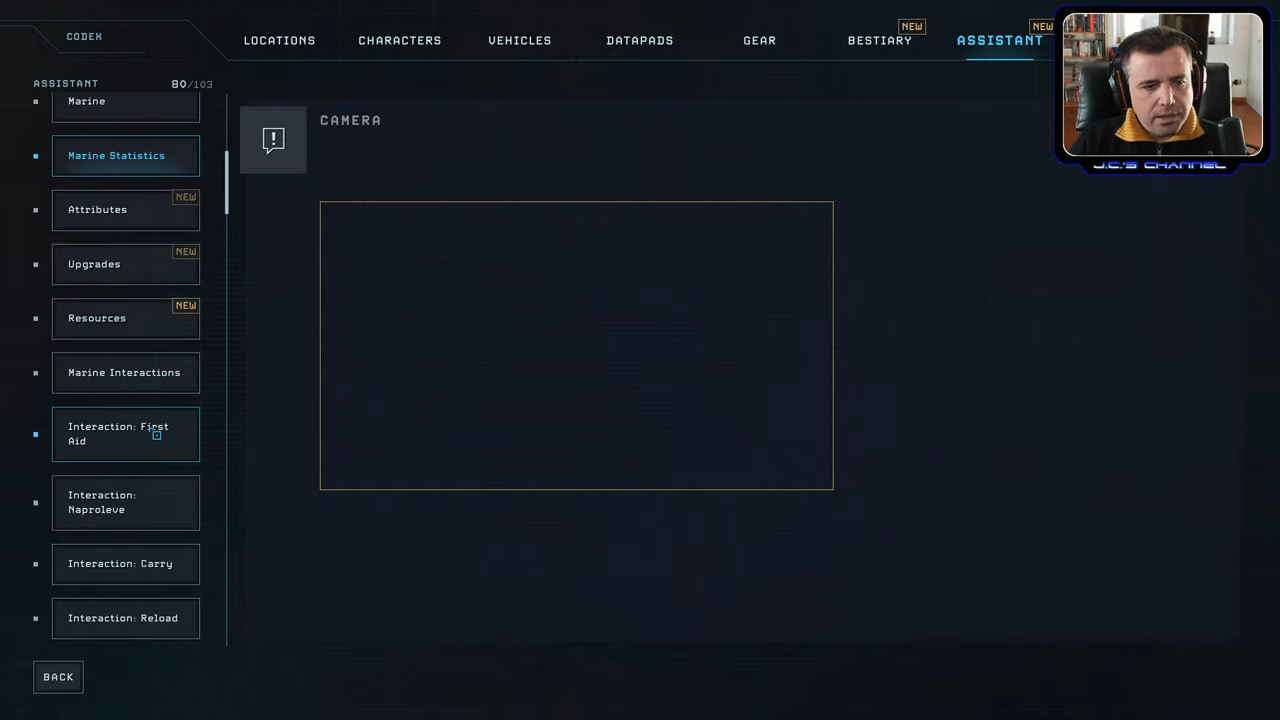 CODEX
LOCATIONS
CHARACTERS
VEHICLES
DATAPADS
GEAR
NEW
BESTIARY
NEW
ASSISTANT
ASSISTANT 80/103
Marine
Marine Statistics
NEW
Attributes
NEW
Upgrades
NEW
Resources
Marine Interactions
Interaction: First
Aid
Interaction:
Naproleve
Interaction: Carry
Interaction: Reload
BACK
CAMERA
J.C.'S CHANNEL